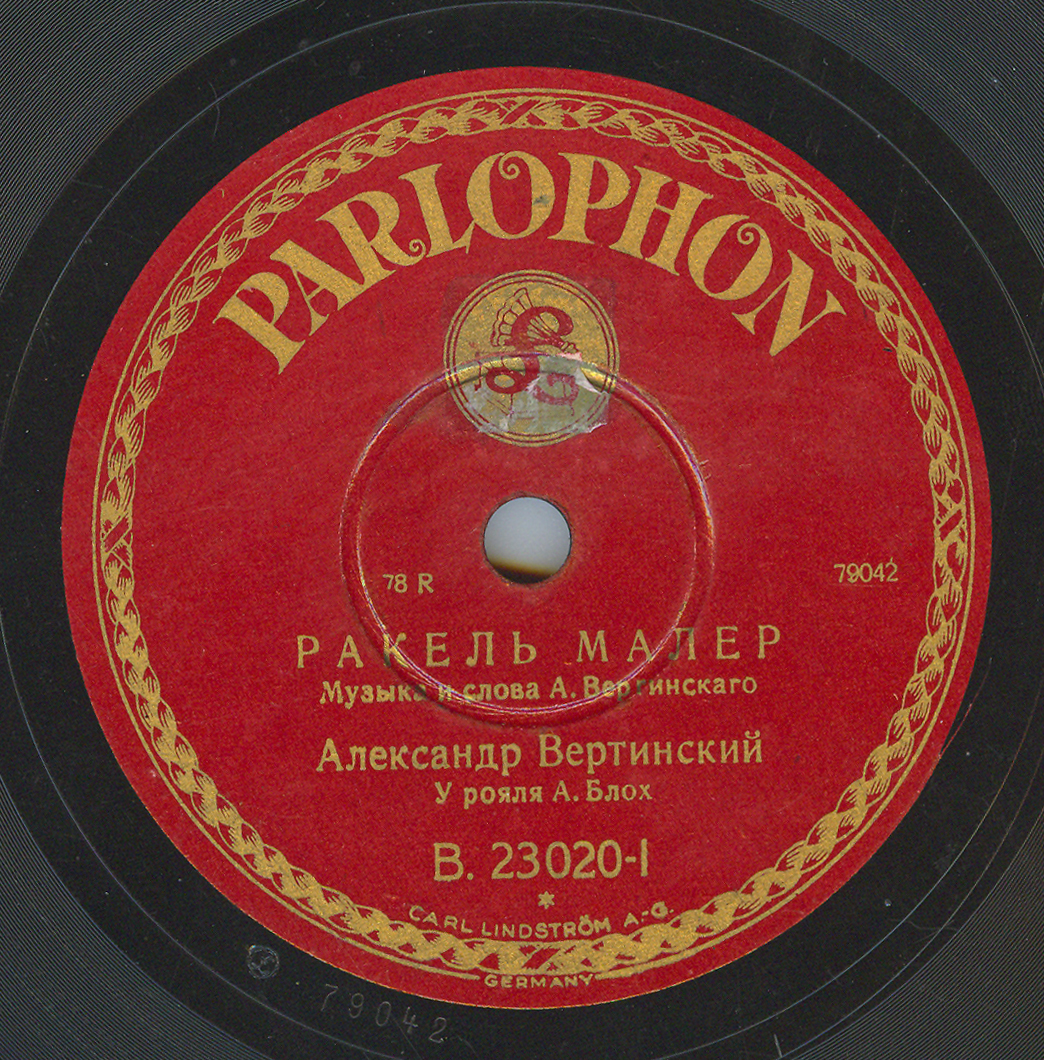 PARLOPHON
78 R
79042
РАКЕЛЬ МАЛЕР
Музыка и слова А. Вертинскаго
Александр Вертинский
У рояля А. Блох
B. 23020-I
*
CARL LINDSTRÖM A.-G.
GERMANY
79042